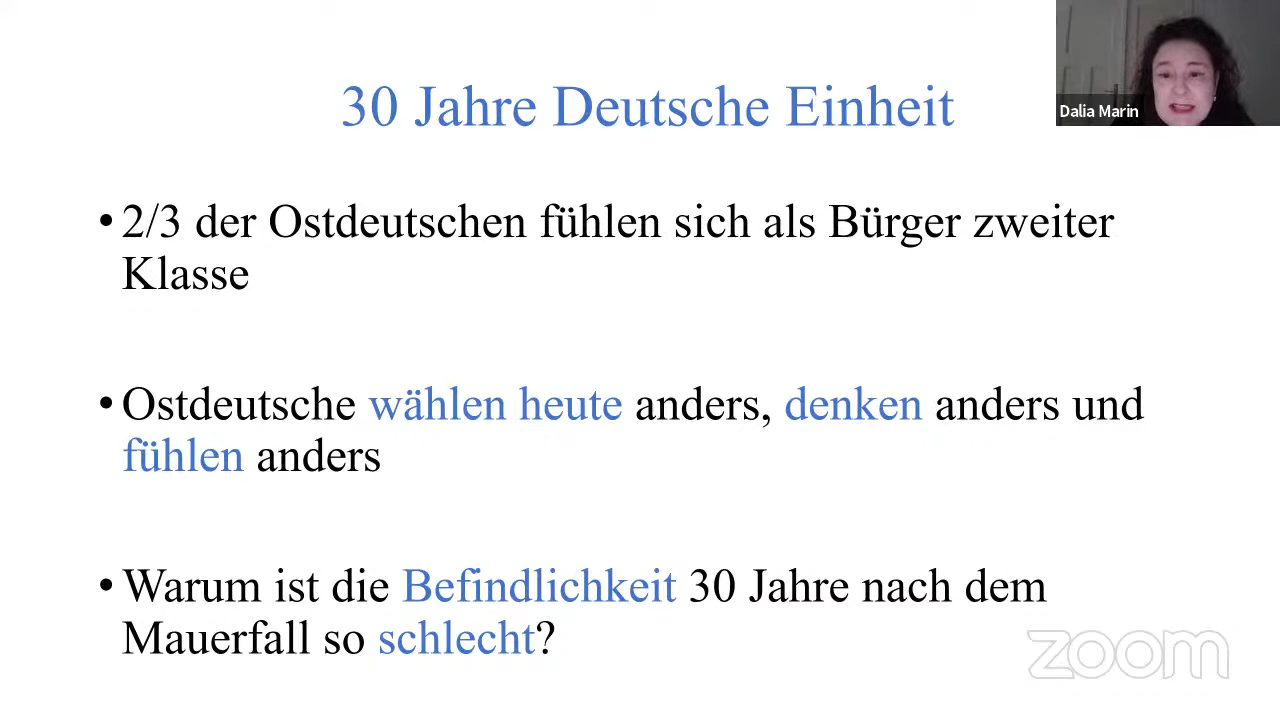 30 Jahre Deutsche Einheit
Dalia Marin
• 2/3 der Ostdeutschen fühlen sich als Bürger zweiter
Klasse
• Ostdeutsche wählen heute anders, denken anders und
fühlen anders
• Warum ist die Befindlichkeit 30 Jahre nach dem
Mauerfall so schlecht?
zoom